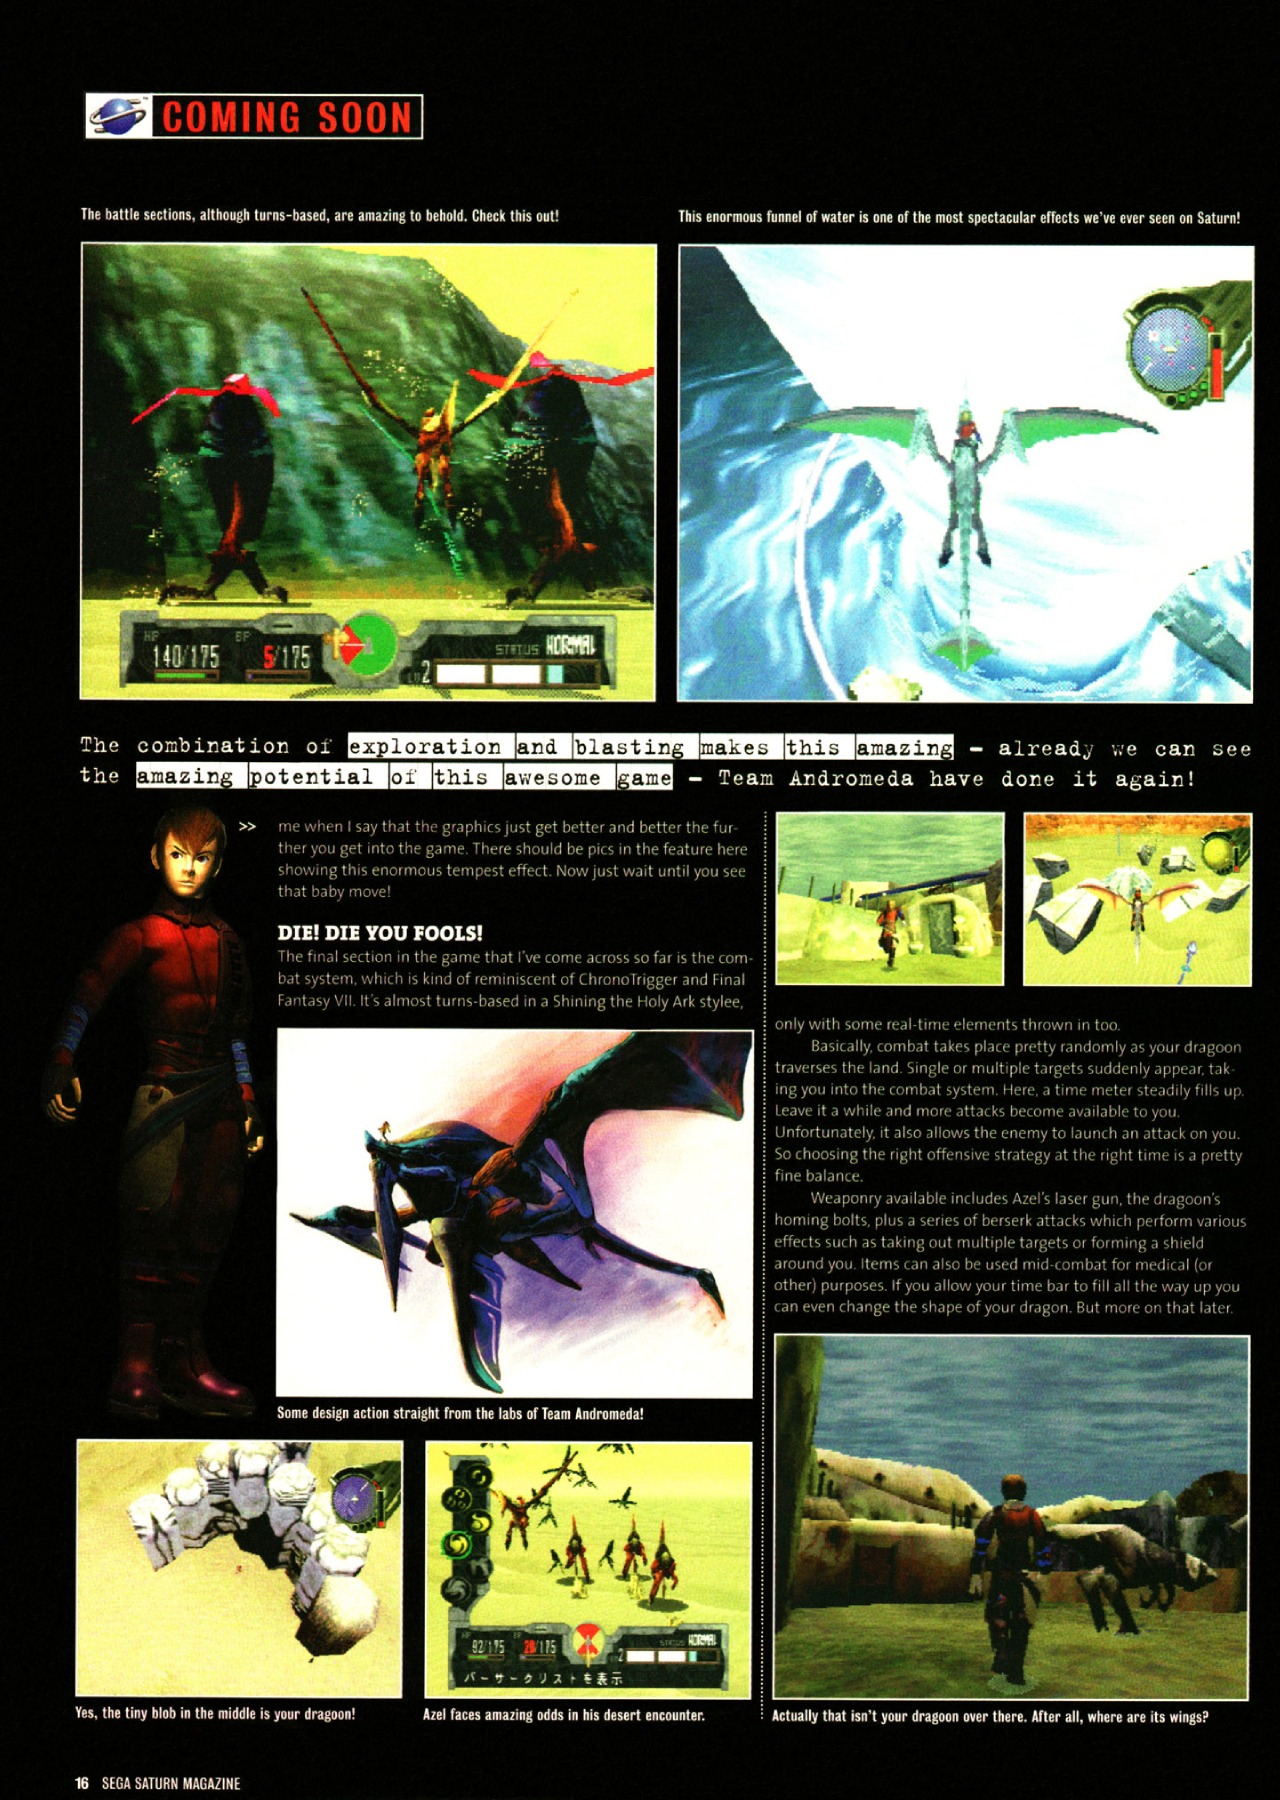 COMING SOON
The battle sections, although turns-based, are amazing to behold. Check this out!
This enormous funnel of water is one of the most spectacular effects we've ever seen on Saturn!
HP
140/175
BP
5/175
LV 2
STATUS NORMAL
The combination of exploration and blasting makes this amazing – already we can see
the amazing potential of this awesome game – Team Andromeda have done it again!
>> me when I say that the graphics just get better and better the fur-
ther you get into the game. There should be pics in the feature here
showing this enormous tempest effect. Now just wait until you see
that baby move!
DIE! DIE YOU FOOLS!
The final section in the game that I've come across so far is the com-
bat system, which is kind of reminiscent of ChronoTrigger and Final
Fantasy VII. It's almost turns-based in a Shining the Holy Ark stylee,
Some design action straight from the labs of Team Andromeda!
only with some real-time elements thrown in too.
Basically, combat takes place pretty randomly as your dragoon
traverses the land. Single or multiple targets suddenly appear, tak-
ing you into the combat system. Here, a time meter steadily fills up.
Leave it a while and more attacks become available to you.
Unfortunately, it also allows the enemy to launch an attack on you.
So choosing the right offensive strategy at the right time is a pretty
fine balance.
Weaponry available includes Azel's laser gun, the dragoon's
homing bolts, plus a series of berserk attacks which perform various
effects such as taking out multiple targets or forming a shield
around you. Items can also be used mid-combat for medical (or
other) purposes. If you allow your time bar to fill all the way up you
can even change the shape of your dragon. But more on that later.
Yes, the tiny blob in the middle is your dragoon!
HP
92/175
BP
20/175
2
STATUS NORMAL
バーサークリストを表示
Azel faces amazing odds in his desert encounter.
Actually that isn't your dragoon over there. After all, where are its wings?
16 SEGA SATURN MAGAZINE